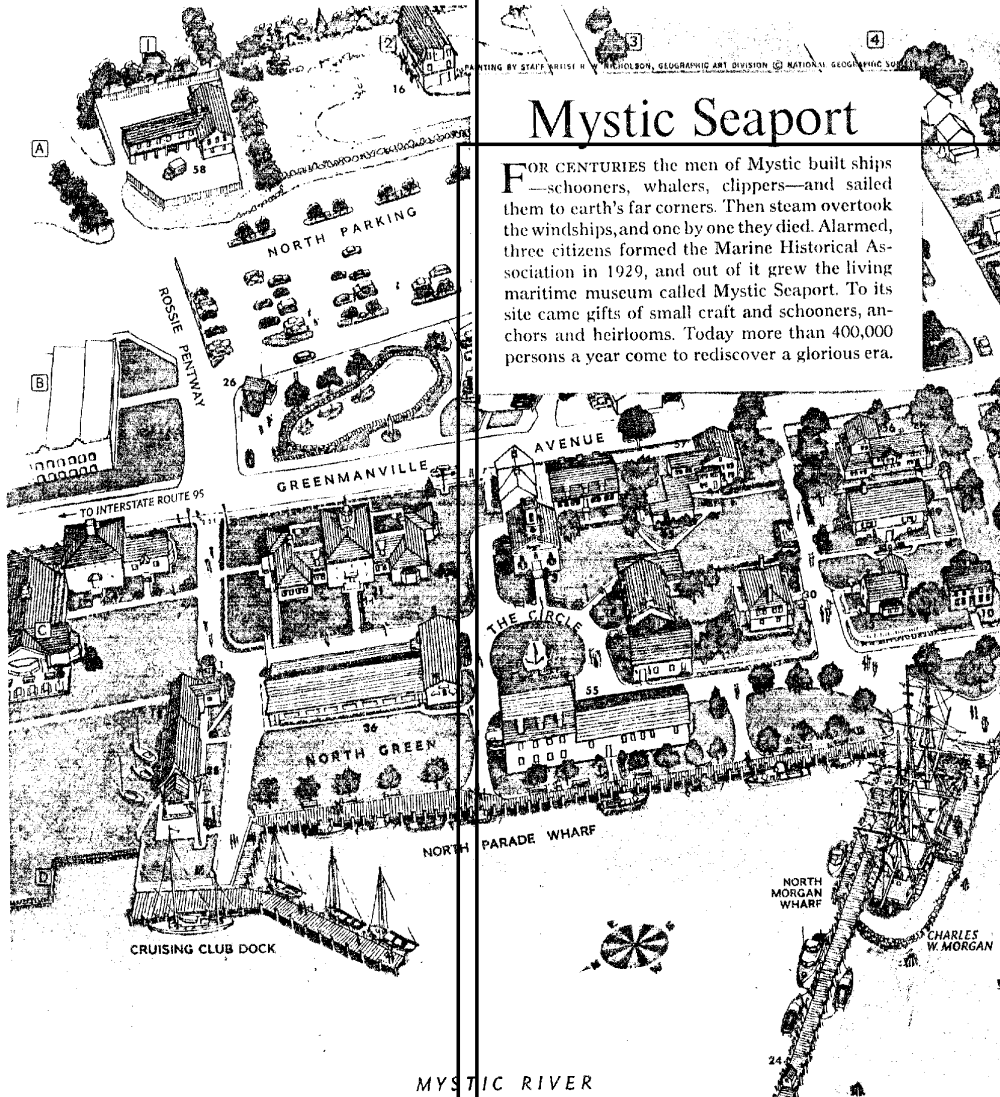 1
2
3
4
PAINTING BY STAFF ARTIST R. W. NICHOLSON, GEOGRAPHIC ART DIVISION © NATIONAL GEOGRAPHIC
16
Mystic Seaport
A
58
FOR CENTURIES the men of Mystic built ships
—schooners, whalers, clippers—and sailed
them to earth's far corners. Then steam overtook
the windships, and one by one they died. Alarmed,
three citizens formed the Marine Historical As-
sociation in 1929, and out of it grew the living
maritime museum called Mystic Seaport. To its
site came gifts of small craft and schooners, an-
chors and heirlooms. Today more than 400,000
persons a year come to rediscover a glorious era.
NORTH PARKING
ROSSIE PENTWAY
B
26
GREENMANVILLE AVENUE
57
56
TO INTERSTATE ROUTE 95
C
THE CIRCLE
30
10
55
36
NORTH GREEN
28
NORTH PARADE WHARF
D
NORTH
MORGAN
WHARF
CHARLES
W. MORGAN
CRUISING CLUB DOCK
24
MYSTIC RIVER